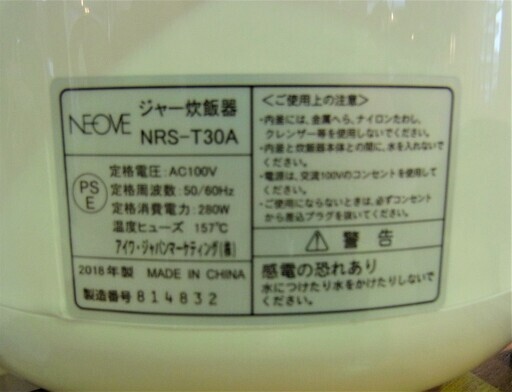 NEOVE ジャー炊飯器
NRS-T30A
PS
E
定格電圧:AC100V
定格周波数:50/60Hz
定格消費電力:280W
温度ヒューズ 157℃
アイワ・ジャパンマーケティング(株)
2018年製 MADE IN CHINA
製造番号 814832
<ご使用上の注意>
・内釜には、金属へら、ナイロンたわし、
クレンザー等を使用しないでください。
・内釜と炊飯器本体との間に、水を入れないで
ください。
・電源は、交流100Vのコンセントを使用して
ください。
・ご使用にならないときは、必ずコンセント
から差込プラグを抜いてください。
警告
感電の恐れあり
水につけたり水をかけたりしないで
ください。